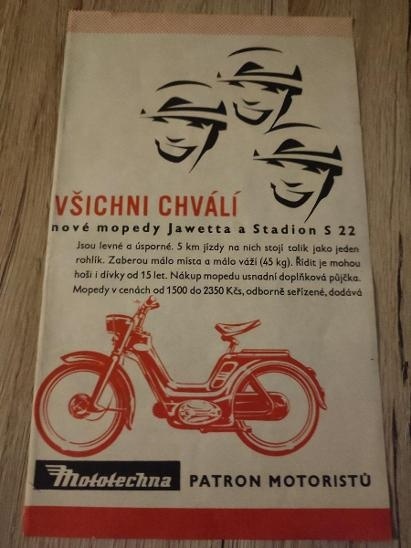 VŠICHNI CHVÁLÍ
nové mopedy Jawetta a Stadion S 22
Jsou levné a úsporné. 5 km jízdy na nich stojí tolik jako jeden
rohlík. Zaberou málo místa a málo váží (45 kg). Řídit je mohou
hoši i dívky od 15 let. Nákup mopedu usnadní doplňková půjčka.
Mopedy v cenách od 1500 do 2350 Kčs, odborně seřízené, dodává
Mototechna PATRON MOTORISTŮ